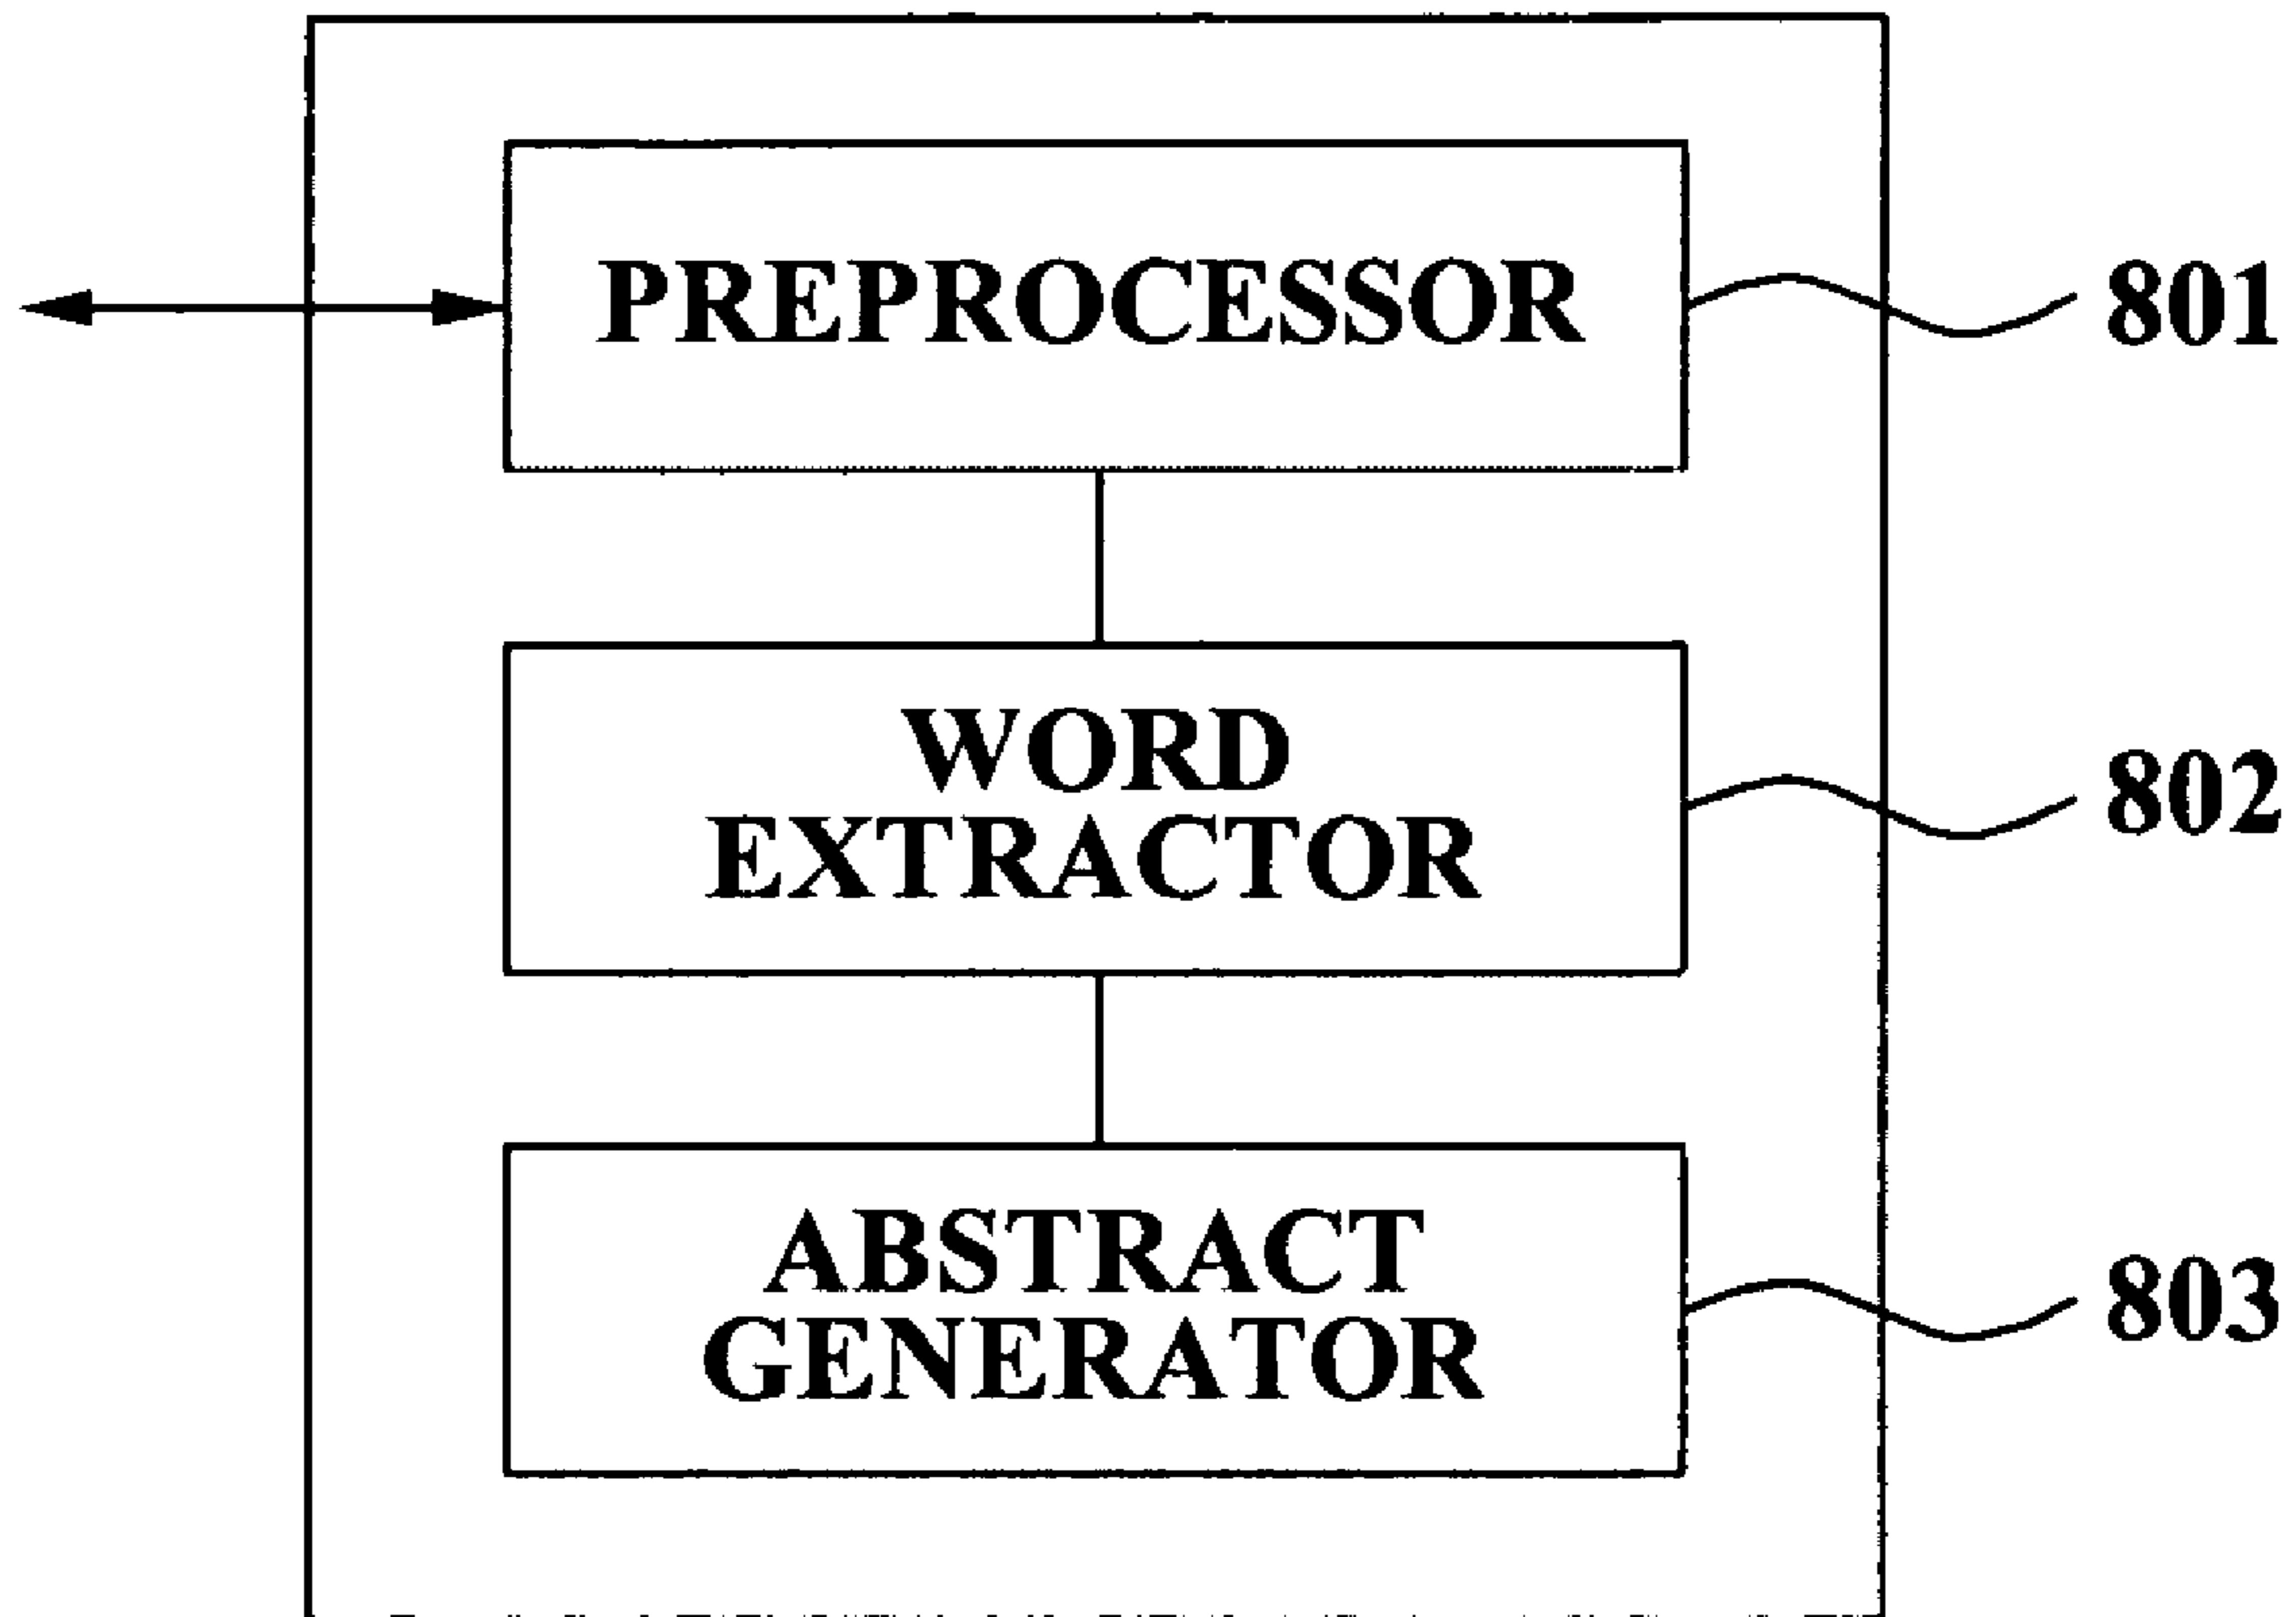 PREPROCESSOR
801
WORD
EXTRACTOR
802
ABSTRACT
GENERATOR
803